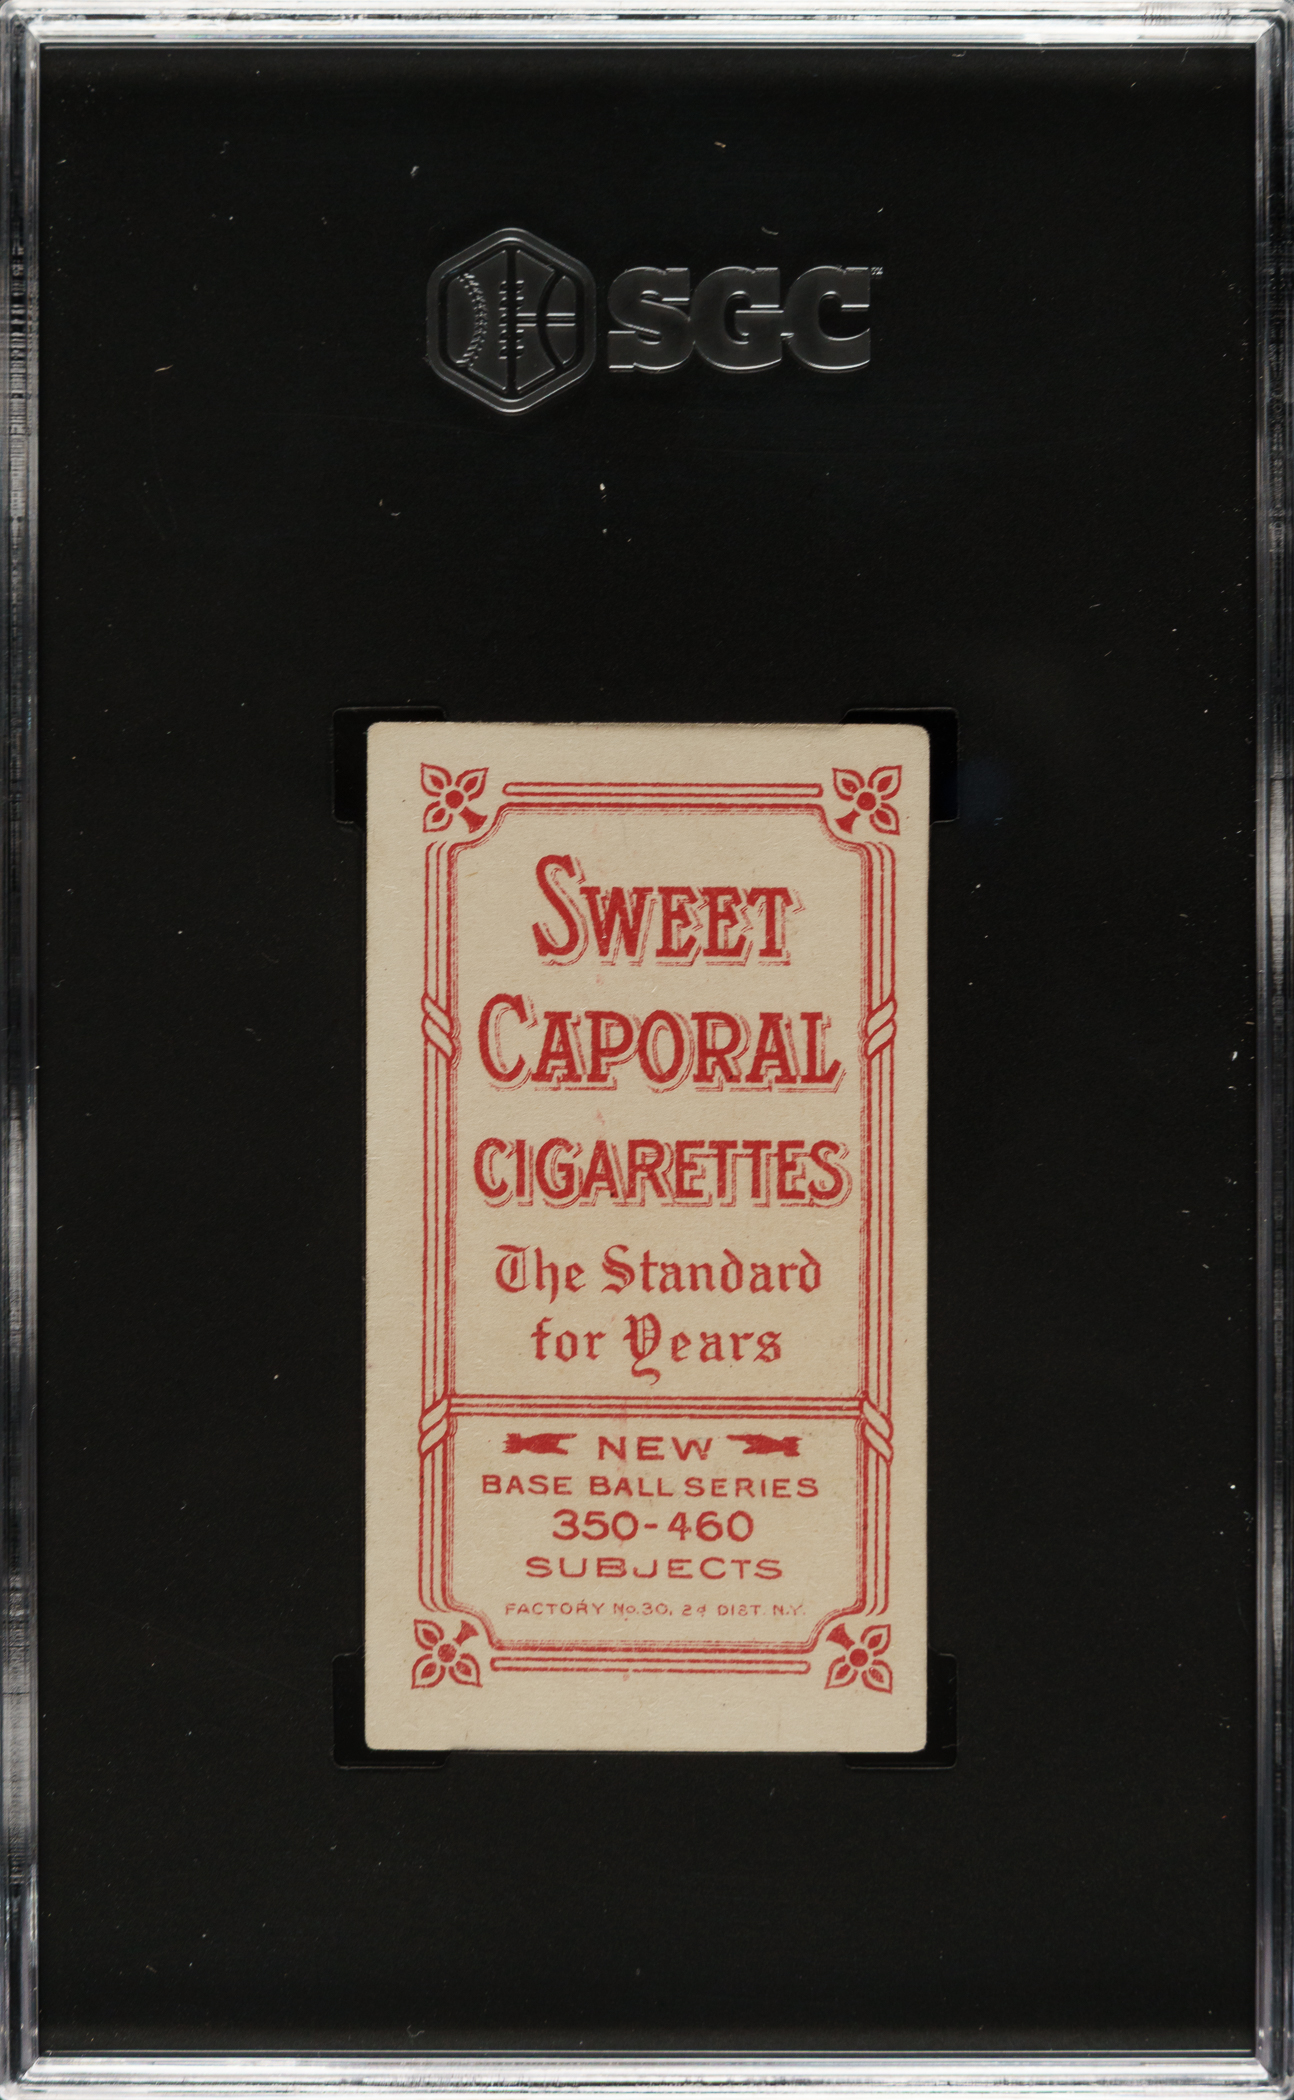 SGC™
SWEET
CAPORAL
CIGARETTES
The Standard
for Years
NEW
BASE BALL SERIES
350-460
SUBJECTS
FACTORY No. 30, 2d DIST. N.Y.